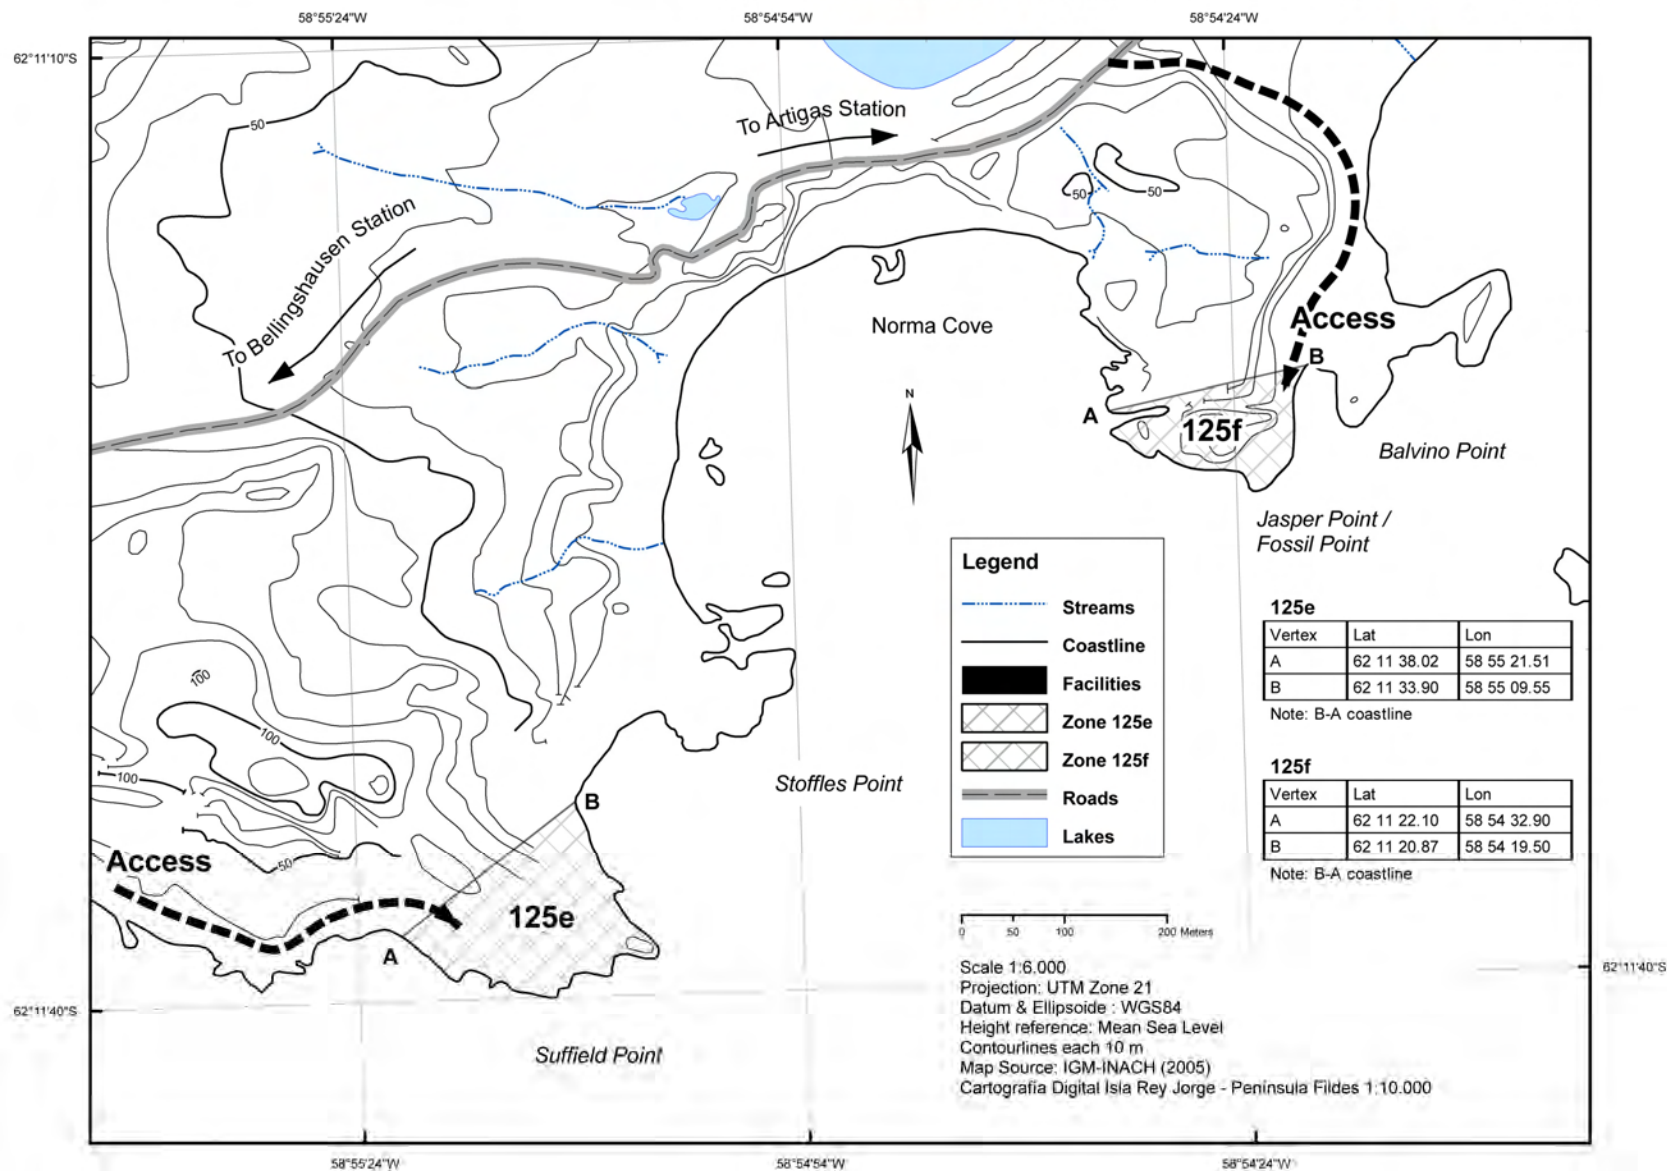 58°55'24"W
58°54'54"W
58°54'24"W
62°11'10"S
50
To Artigas Station
To Bellingshausen Station
50
50
Norma Cove
Access
B
N
A
125f
Balvino Point
Jasper Point /
Fossil Point
Legend
Streams
Coastline
Facilities
Zone 125e
Zone 125f
Roads
Lakes
125e
Vertex Lat Lon
A 62 11 38.02 58 55 21.51
B 62 11 33.90 58 55 09.55
Note: B-A coastline
125f
Vertex Lat Lon
A 62 11 22.10 58 54 32.90
B 62 11 20.87 58 54 19.50
Note: B-A coastline
100
100
100
Stoffles Point
B
50
Access
125e
A
0 50 100 200 Meters
Scale 1:6.000
Projection: UTM Zone 21
Datum & Ellipsoide : WGS84
Height reference: Mean Sea Level
Contourlines each 10 m
Map Source: IGM-INACH (2005)
Cartografía Digital Isla Rey Jorge - Península Fildes 1:10.000
62°11'40"S
62°11'40"S
Suffield Point
58°55'24"W
58°54'54"W
58°54'24"W